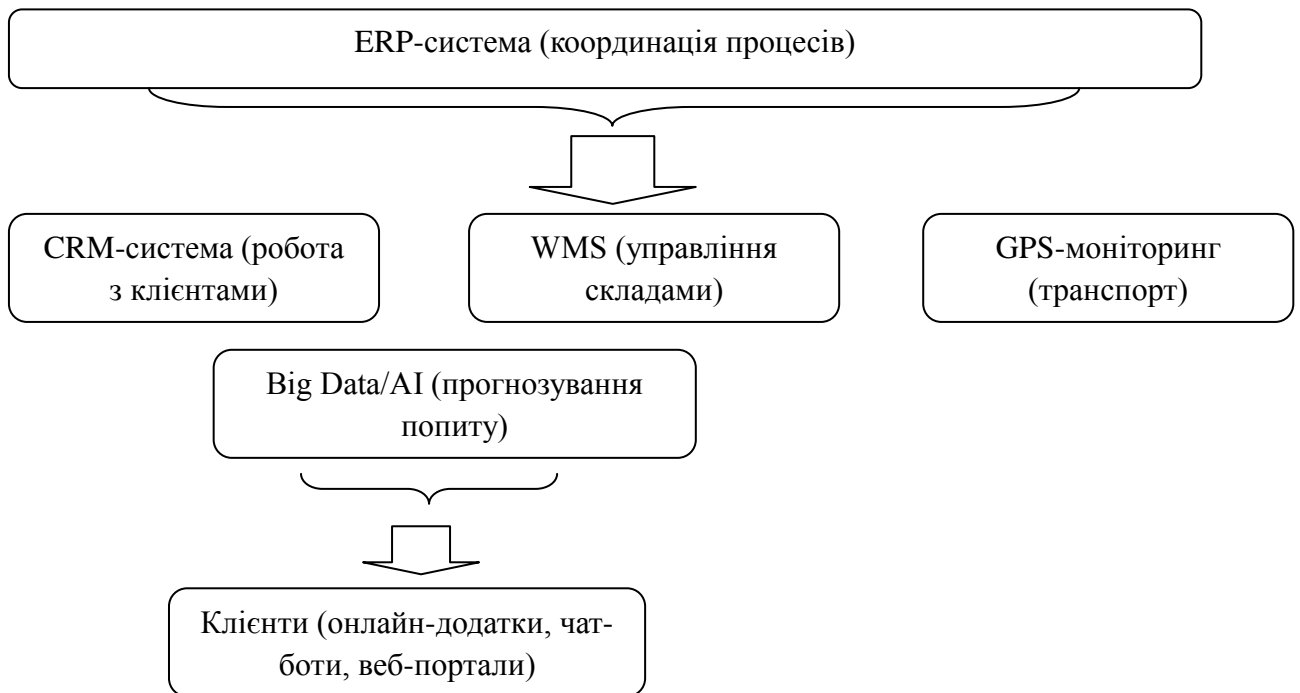 ERP-система (координація процесів)
CRM-система (робота
з клієнтами)
WMS (управління
складами)
GPS-моніторинг
(транспорт)
Big Data/AI (прогнозування
попиту)
Клієнти (онлайн-додатки, чат-
боти, веб-портали)